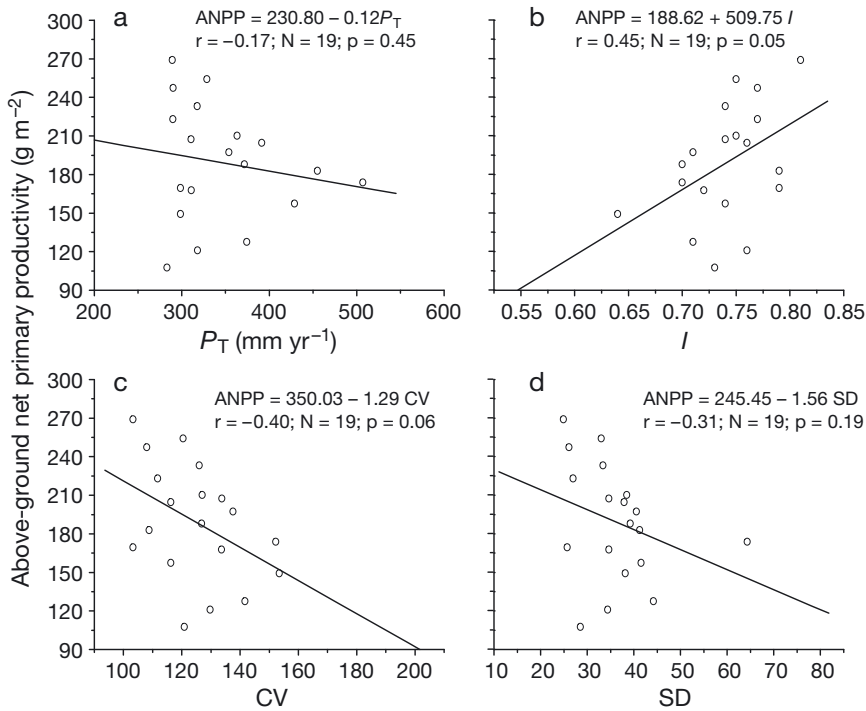 a
ANPP = 230.80 – 0.12P_T
r = –0.17; N = 19; p = 0.45
300
270
240
210
180
150
120
90
200
300
400
500
600
P_T (mm yr⁻¹)
b
ANPP = 188.62 + 509.75 I
r = 0.45; N = 19; p = 0.05
0.55
0.60
0.65
0.70
0.75
0.80
0.85
I
Above-ground net primary productivity (g m⁻²)
c
ANPP = 350.03 – 1.29 CV
r = –0.40; N = 19; p = 0.06
300
270
240
210
180
150
120
90
100
120
140
160
180
200
CV
d
ANPP = 245.45 – 1.56 SD
r = –0.31; N = 19; p = 0.19
10
20
30
40
50
60
70
80
SD